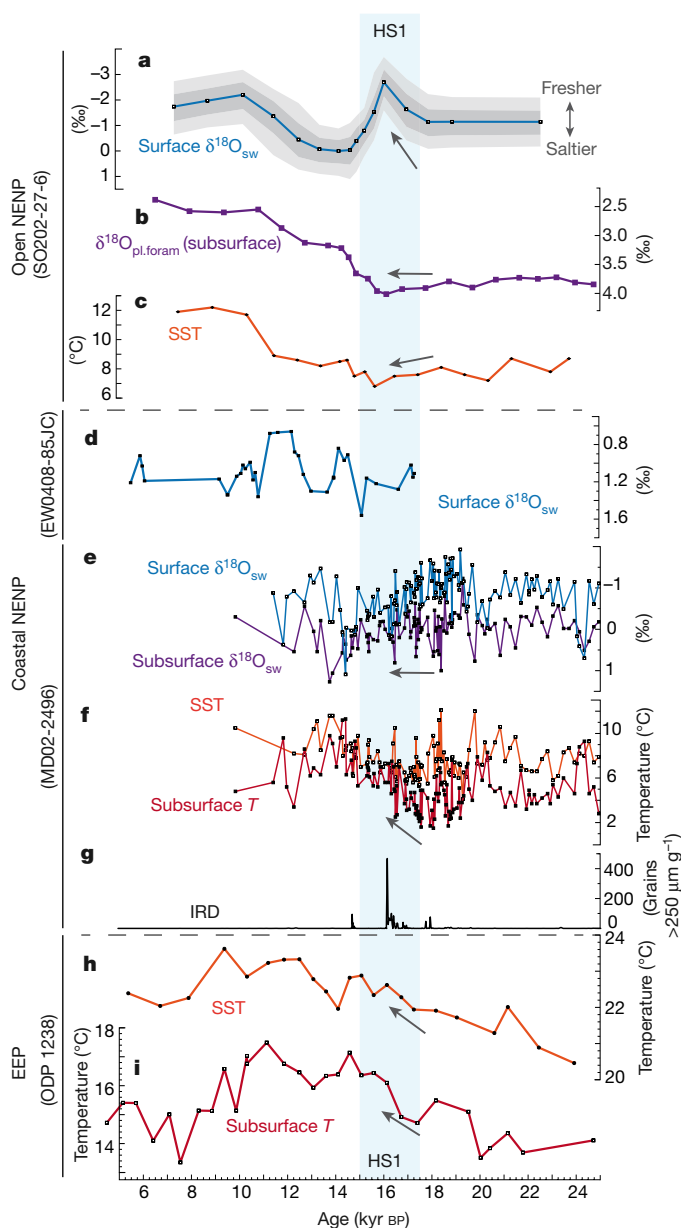 HS1
a
−3
−2
−1
0
1
(‰)
Surface δ¹⁸Osw
Fresher
Saltier
Open NENP
(SO202-27-6)
b
δ¹⁸Opl.foram (subsurface)
2.5
3.0
3.5
4.0
(‰)
c
12
10
8
6
(°C)
SST
(EW0408-85JC)
d
0.8
1.2
1.6
(‰)
Surface δ¹⁸Osw
Coastal NENP
(MD02-2496)
e
Surface δ¹⁸Osw
−1
0
1
(‰)
Subsurface δ¹⁸Osw
f
SST
10
6
2
Temperature (°C)
Subsurface T
g
IRD
400
200
0
(Grains
>250 μm g⁻¹)
EEP
(ODP 1238)
h
SST
24
22
20
Temperature (°C)
i
18
16
14
Temperature (°C)
Subsurface T
HS1
6 8 10 12 14 16 18 20 22 24
Age (kyr BP)